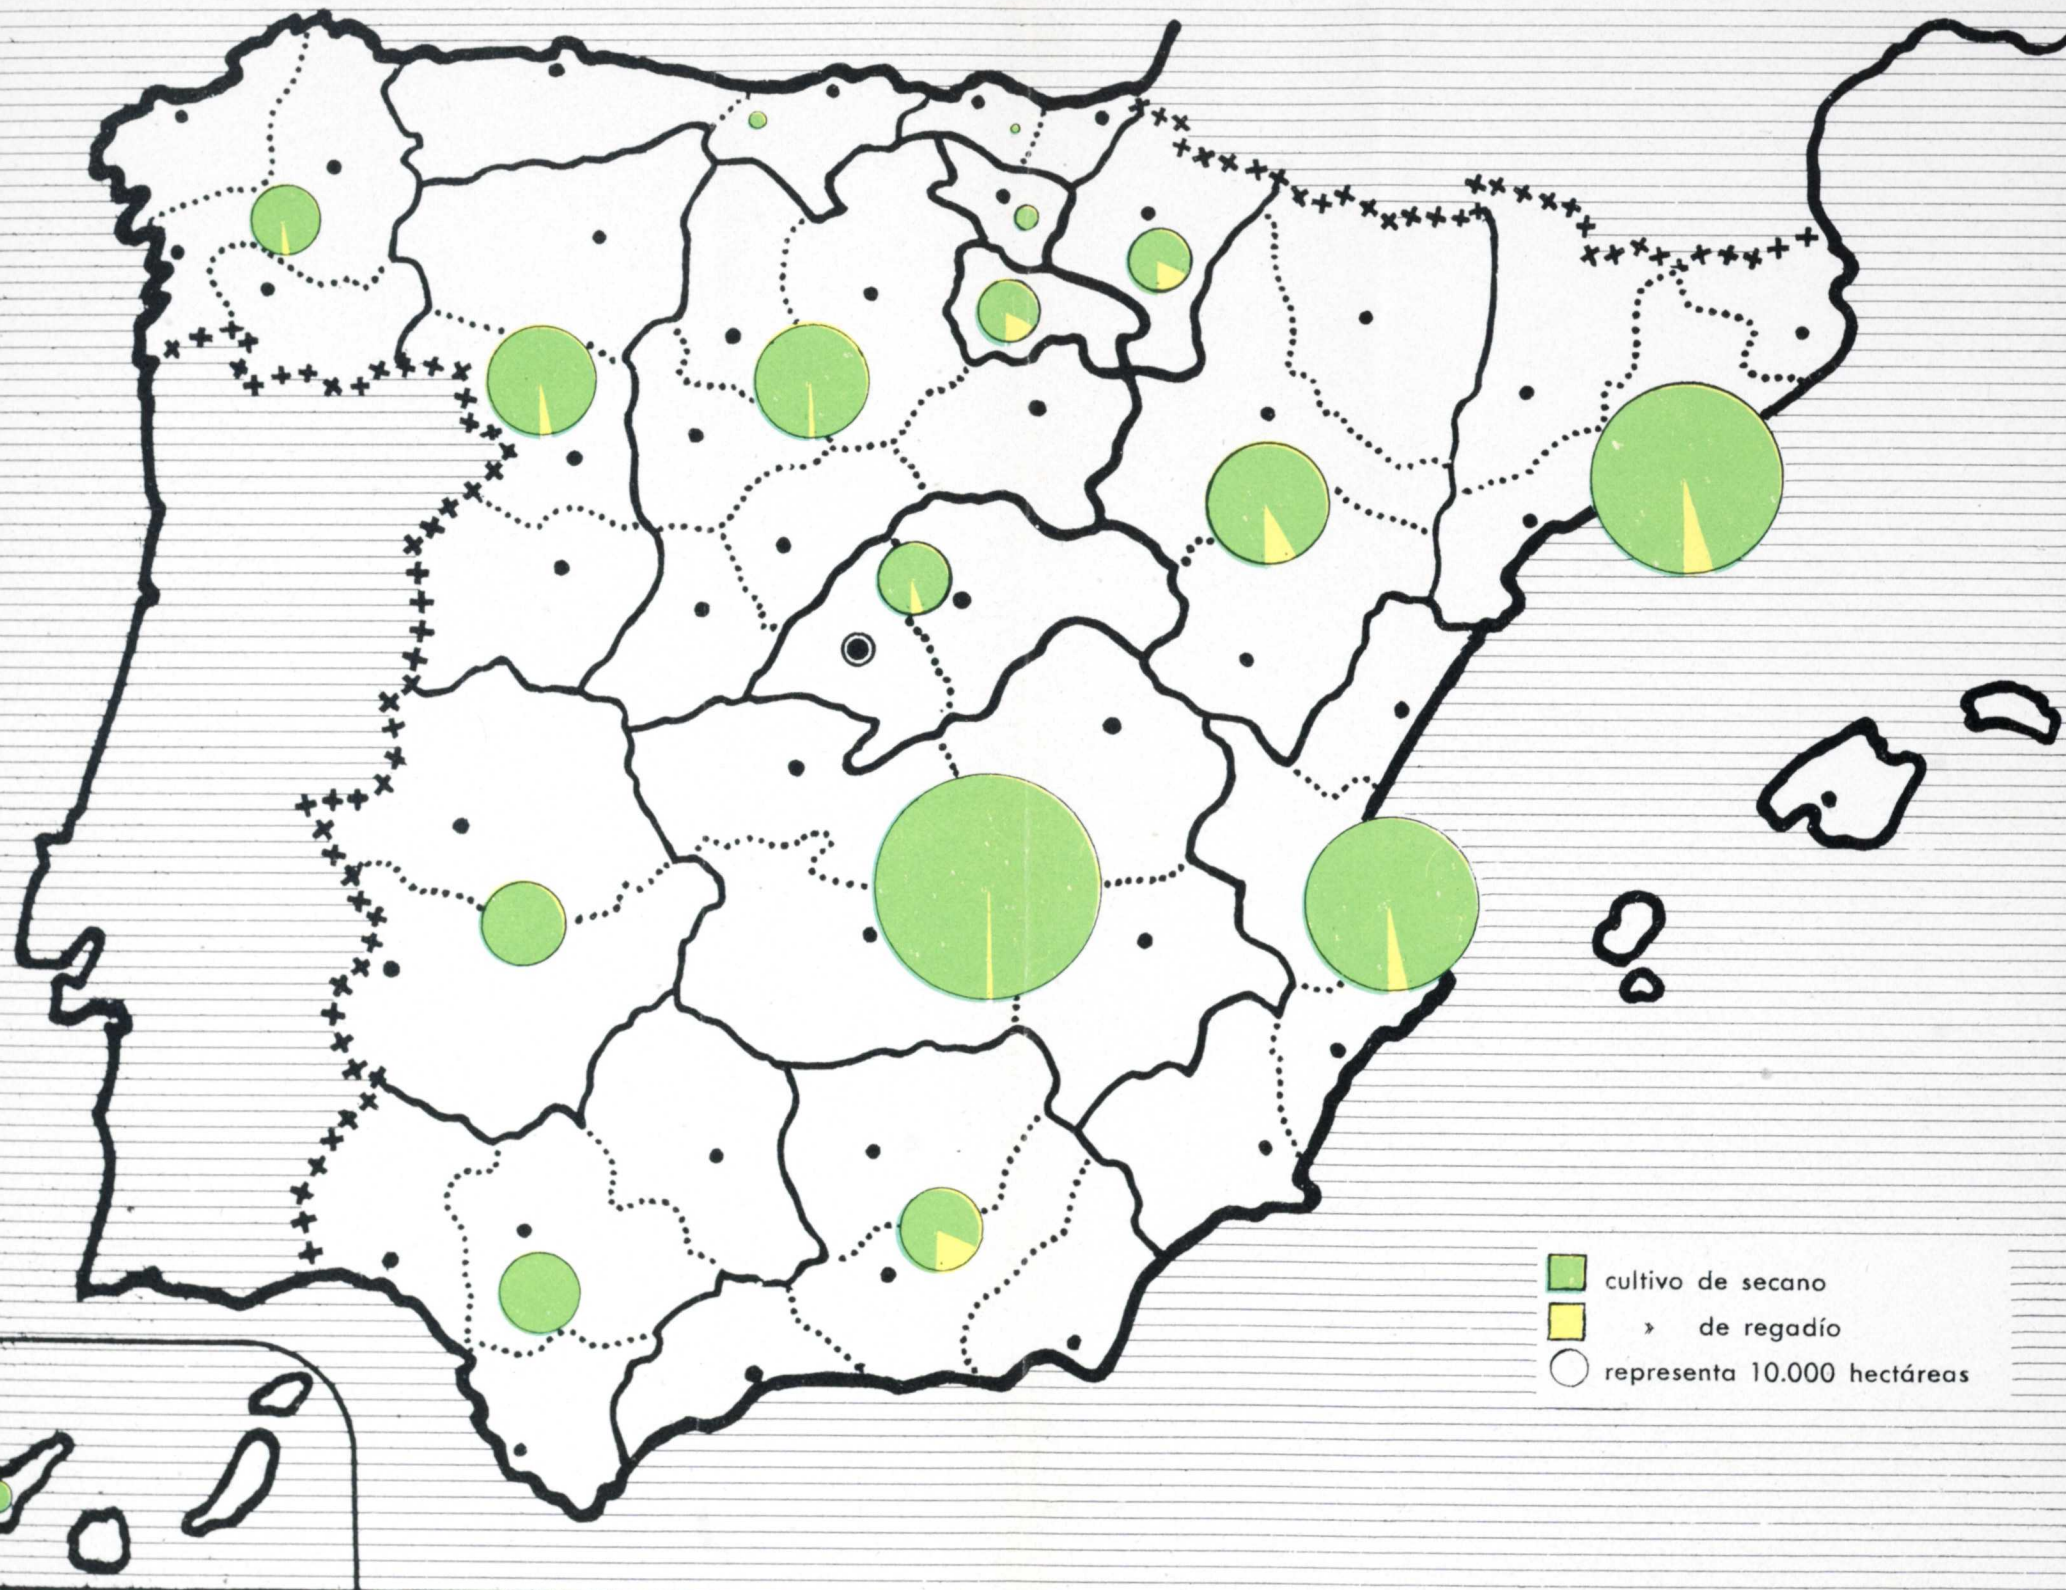 cultivo de secano
» de regadío
representa 10.000 hectáreas